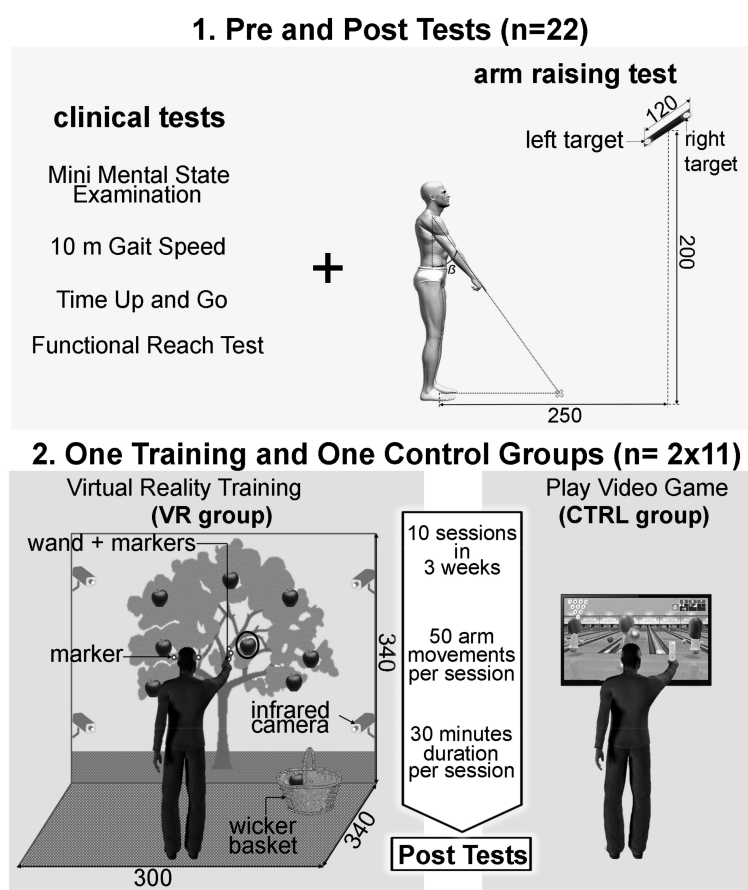 1. Pre and Post Tests (n=22)
clinical tests
Mini Mental State
Examination
10 m Gait Speed
Time Up and Go
Functional Reach Test
+
arm raising test
120
left target
right
target
200
ß
250
2. One Training and One Control Groups (n= 2x11)
Virtual Reality Training
(VR group)
wand + markers
marker
infrared
camera
wicker
basket
340
340
300
10 sessions
in
3 weeks
50 arm
movements
per session
30 minutes
duration
per session
Post Tests
Play Video Game
(CTRL group)